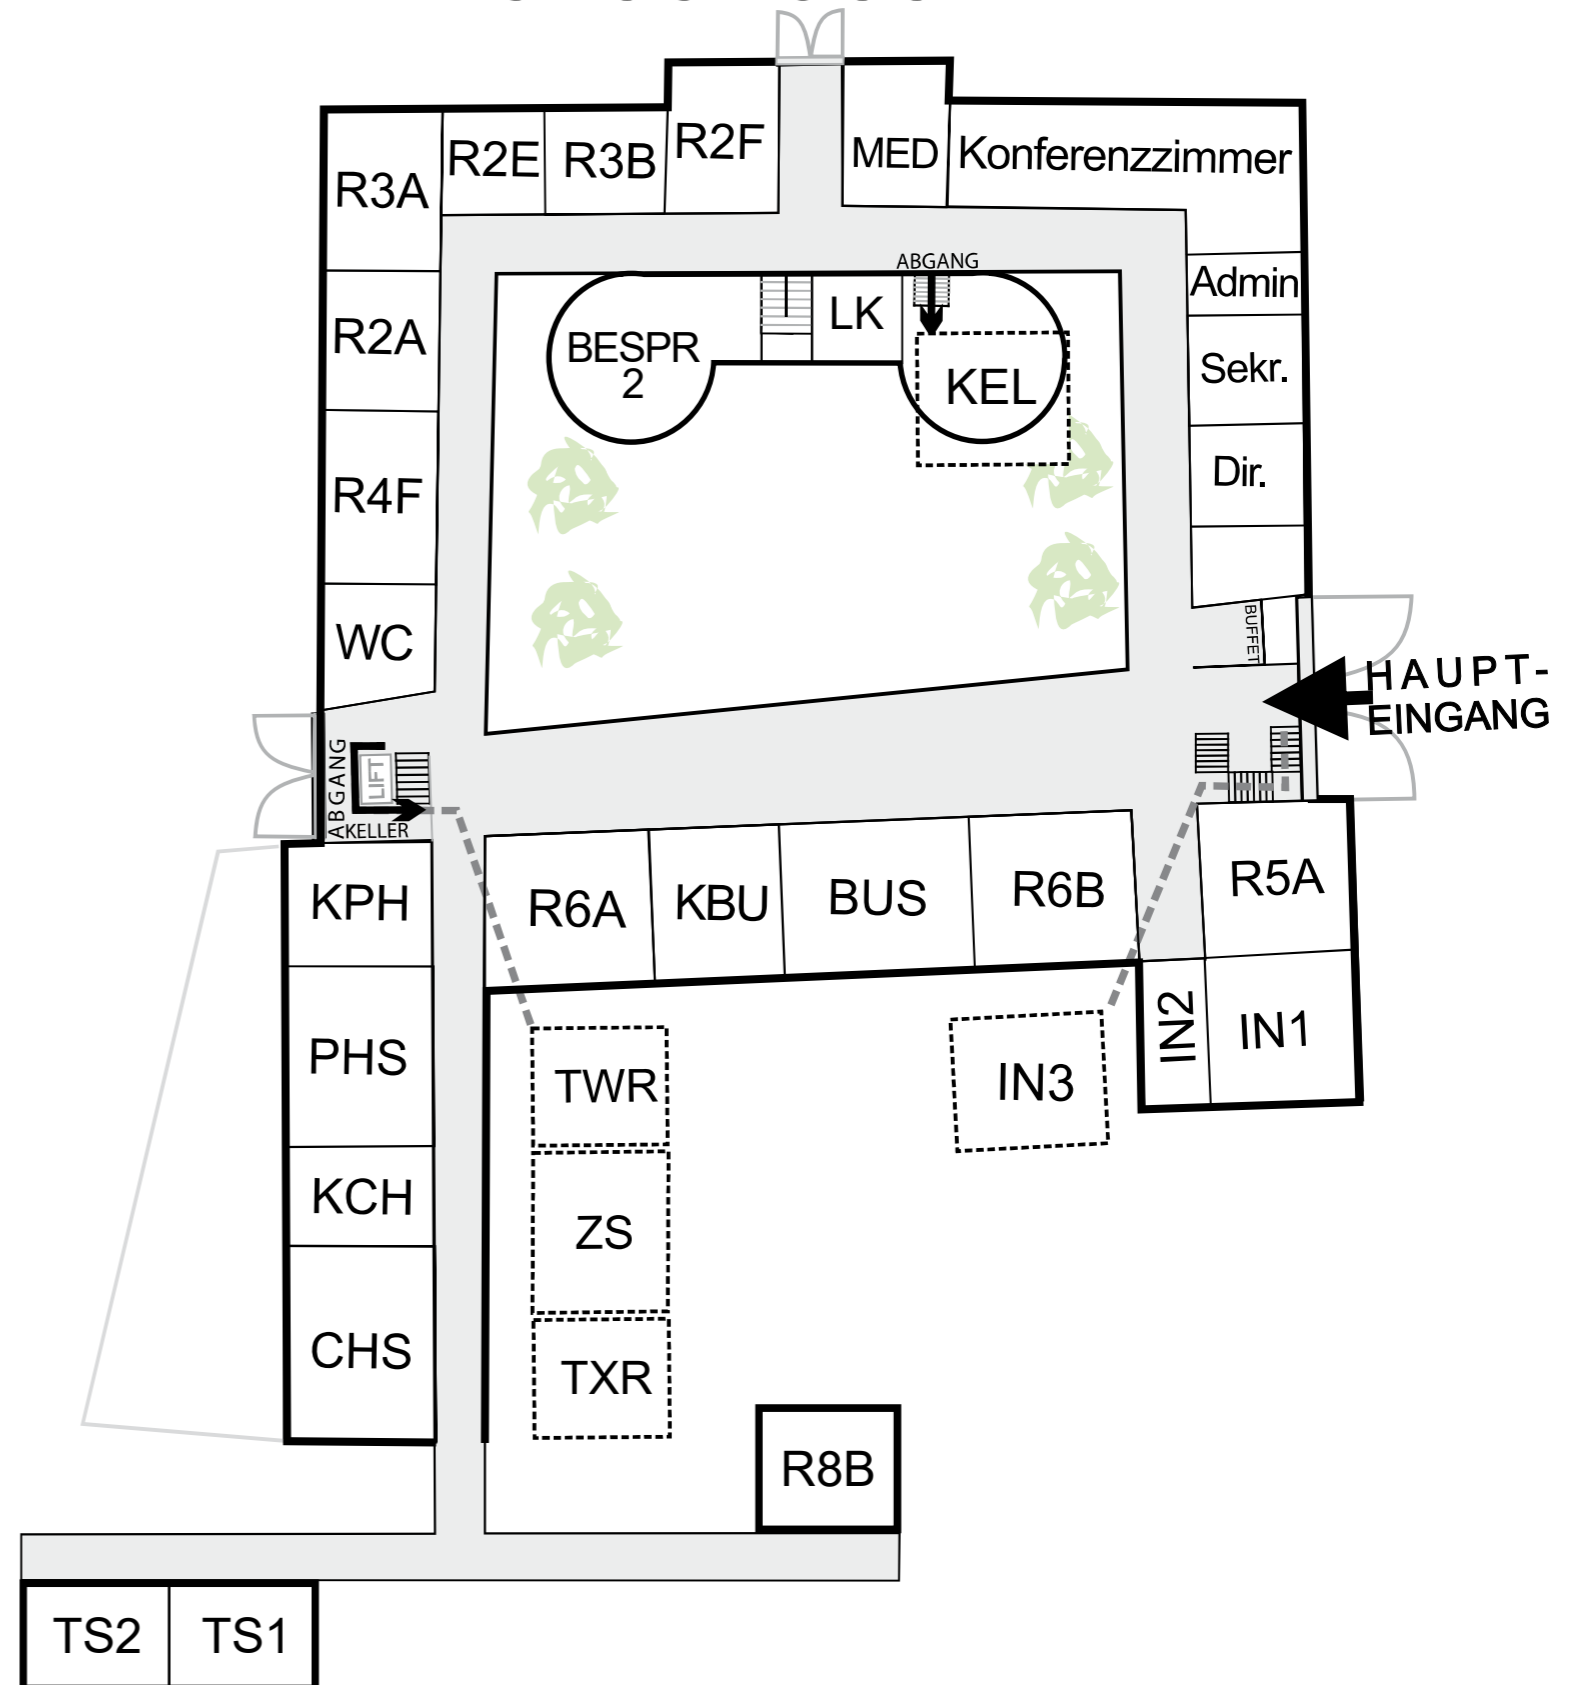 R2F
MED
Konferenzzimmer
R2E
R3B
R3A
ABGANG
Admin
LK
R2A
BESPR
2
Sekr.
KEL
Dir.
R4F
BUFFET
WC
HAUPT-
EINGANG
ABGANG
LIFT
KELLER
KPH
R6A
KBU
BUS
R6B
R5A
PHS
TWR
IN3
IN2
IN1
KCH
ZS
CHS
TXR
R8B
TS2
TS1